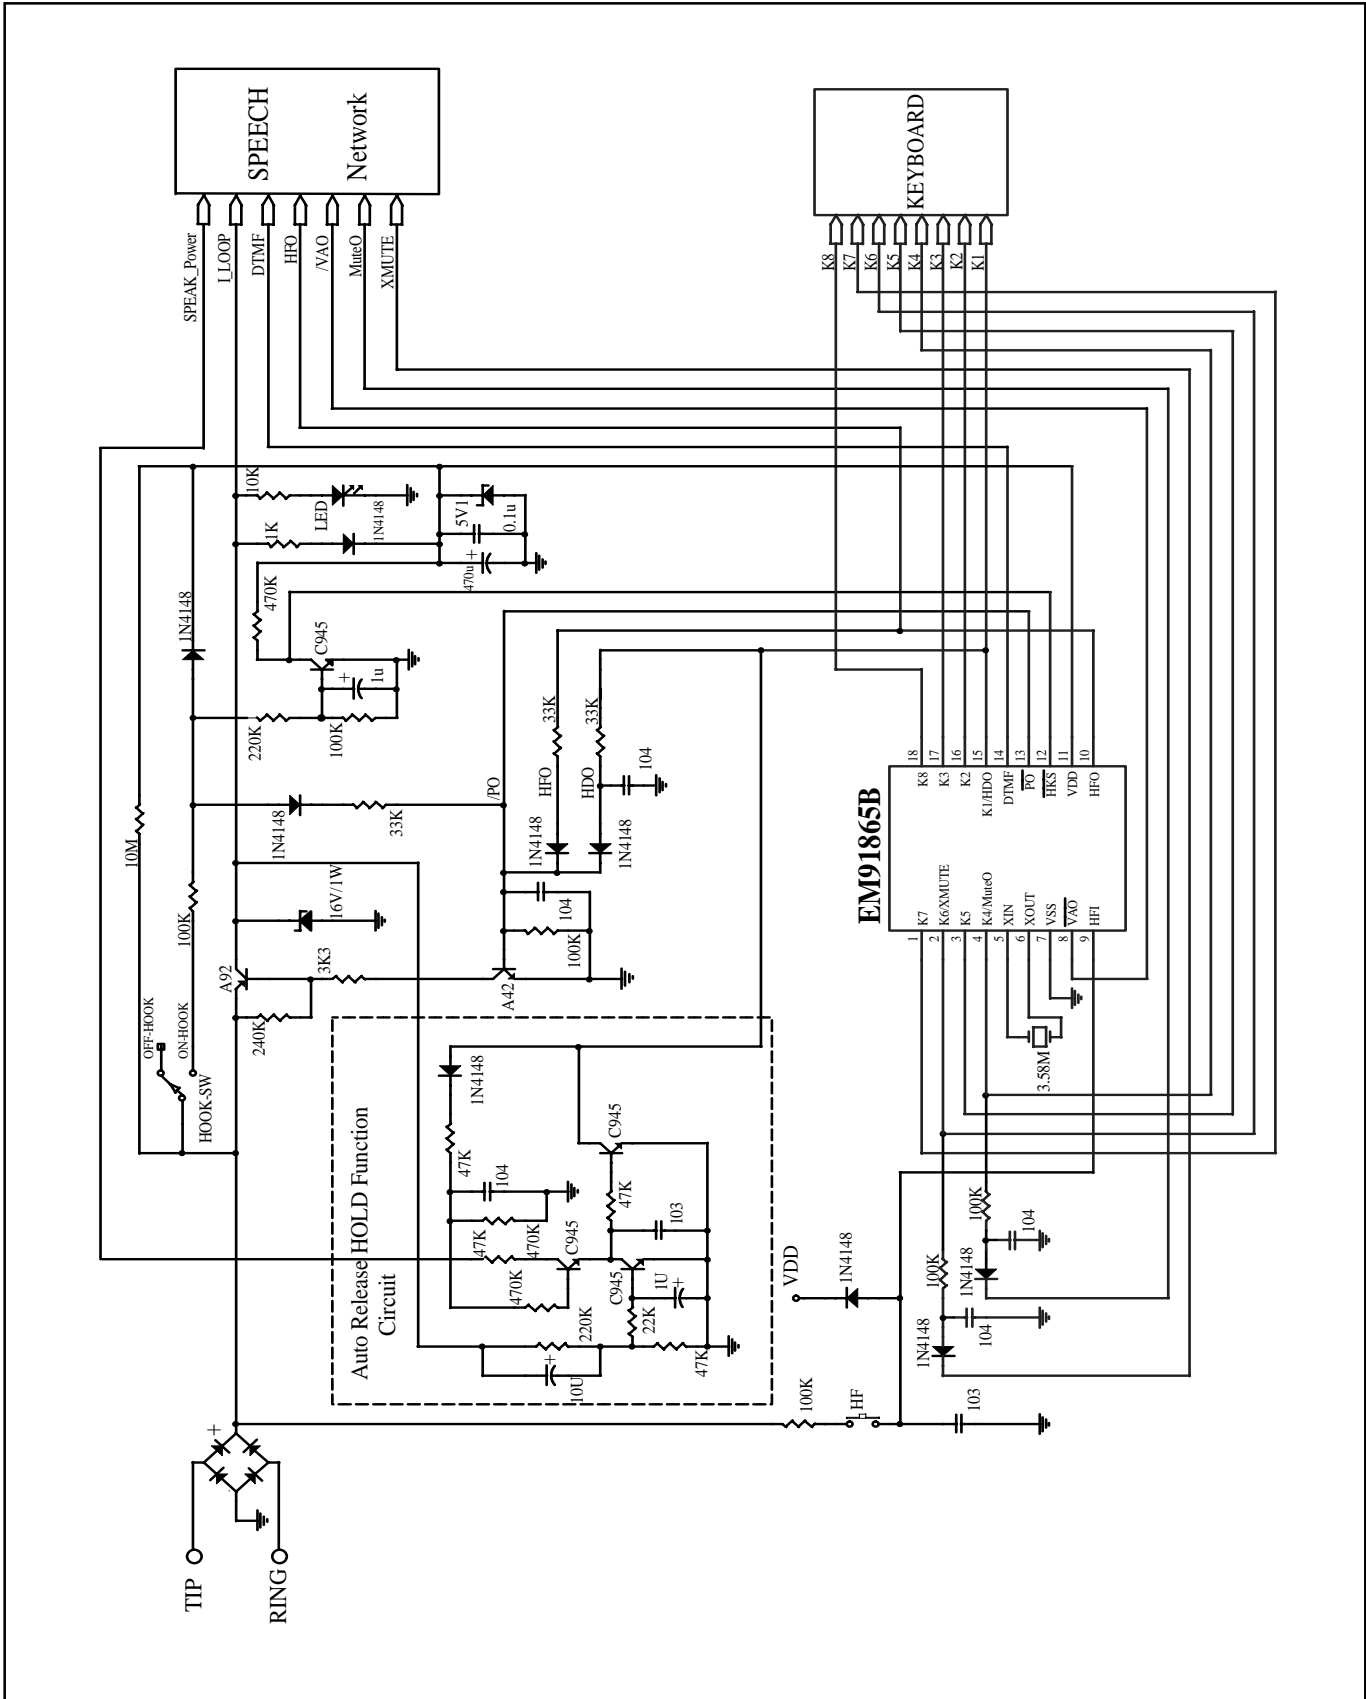 SPEECH
Network
SPEAK_Power
I_LOOP
DTMF
HFO
/VAO
MuteO
XMUTE
KEYBOARD
K8
K7
K6
K5
K4
K3
K2
K1
10K
LED
1K
1N4148
5V1
0.1u
470u
+
470K
1N4148
C945
+
1u
220K
100K
10M
1N4148
33K
/PO
HFO
33K
HDO
33K
104
1N4148
1N4148
100K
16V/1W
104
100K
A92
3K3
A42
240K
OFF-HOOK
ON-HOOK
HOOK-SW
EM91865B
18
17
16
15
14
13
12
11
10
K8
K3
K2
K1/HDO
DTMF
PO
HKS
VDD
HFO
K7
K6/XMUTE
K5
K4/MuteO
XIN
XOUT
VSS
VAO
HFI
1
2
3
4
5
6
7
8
9
3.58M
Auto Release HOLD Function
Circuit
1N4148
47K
104
C945
47K
47K
470K
103
C945
470K
C945
1U
+
220K
22K
+
10U
47K
VDD
1N4148
100K
104
1N4148
100K
104
1N4148
100K
HF
103
+
TIP
RING